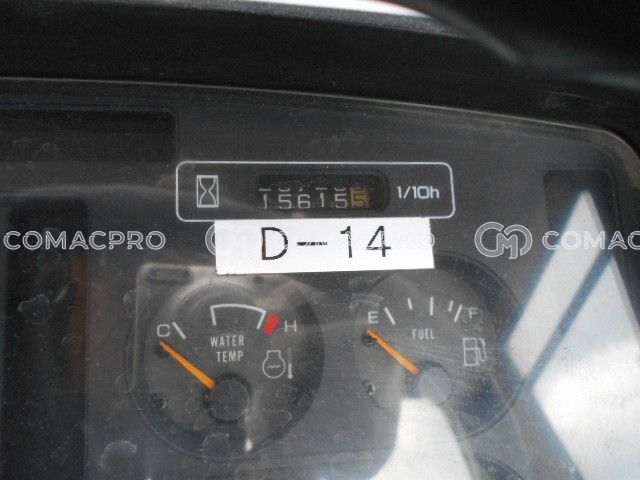 15615 5 1/10h
COMACPRO COMACPRO
D-14
C H E F
WATER FUEL
TEMP